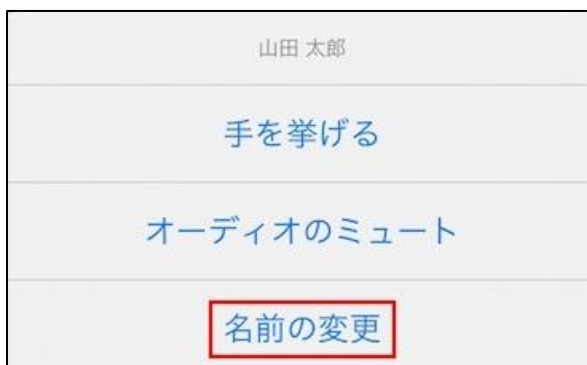 山田 太郎
手を挙げる
オーディオのミュート
名前の変更